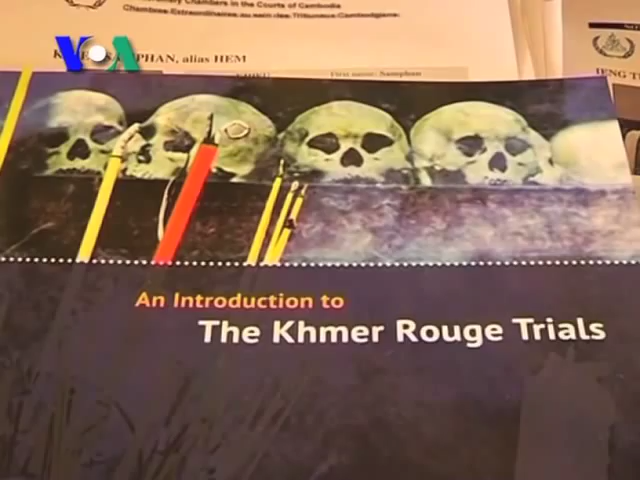 Chambers in the Courts of Cambodia
Chambres Extraordinaires au sein des Tribunaux Cambodgiens
VOA
PHAN, alias HEM
First name: Samphan
IENG
An Introduction to
The Khmer Rouge Trials